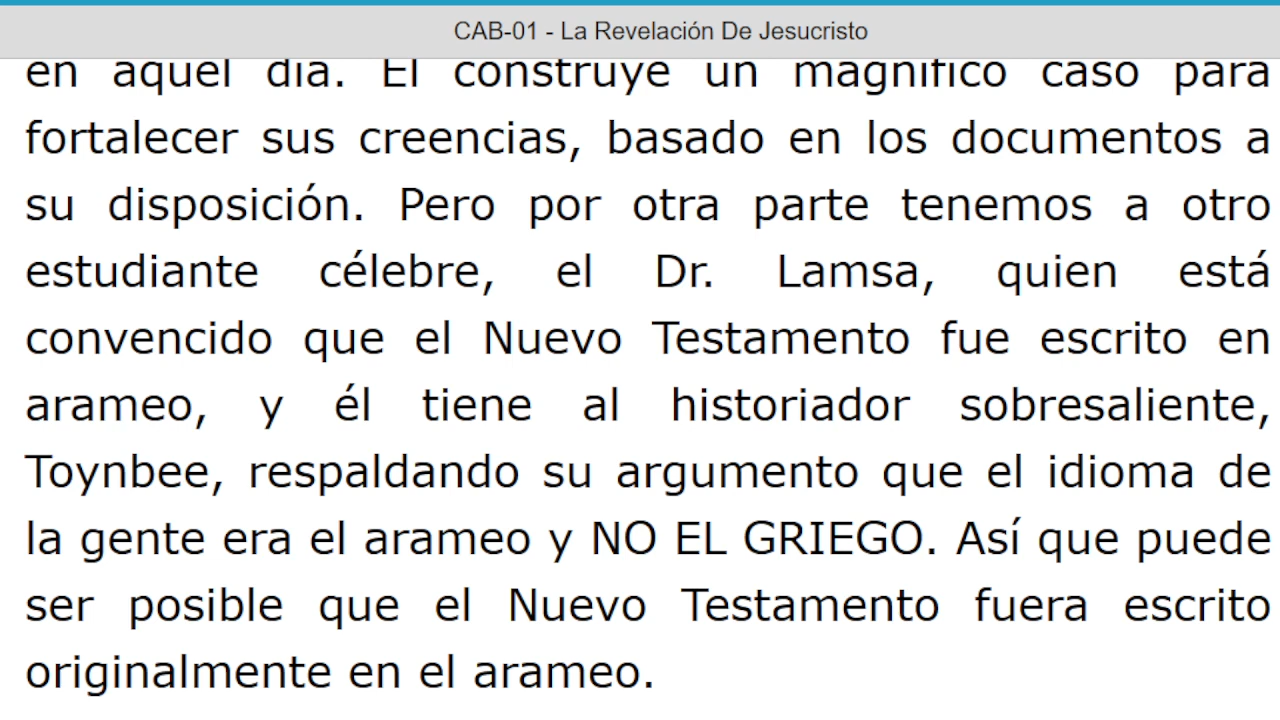 CAB-01 - La Revelación De Jesucristo
en aquel día. Él construye un magnífico caso para
fortalecer sus creencias, basado en los documentos a
su disposición. Pero por otra parte tenemos a otro
estudiante célebre, el Dr. Lamsa, quien está
convencido que el Nuevo Testamento fue escrito en
arameo, y él tiene al historiador sobresaliente,
Toynbee, respaldando su argumento que el idioma de
la gente era el arameo y NO EL GRIEGO. Así que puede
ser posible que el Nuevo Testamento fuera escrito
originalmente en el arameo.